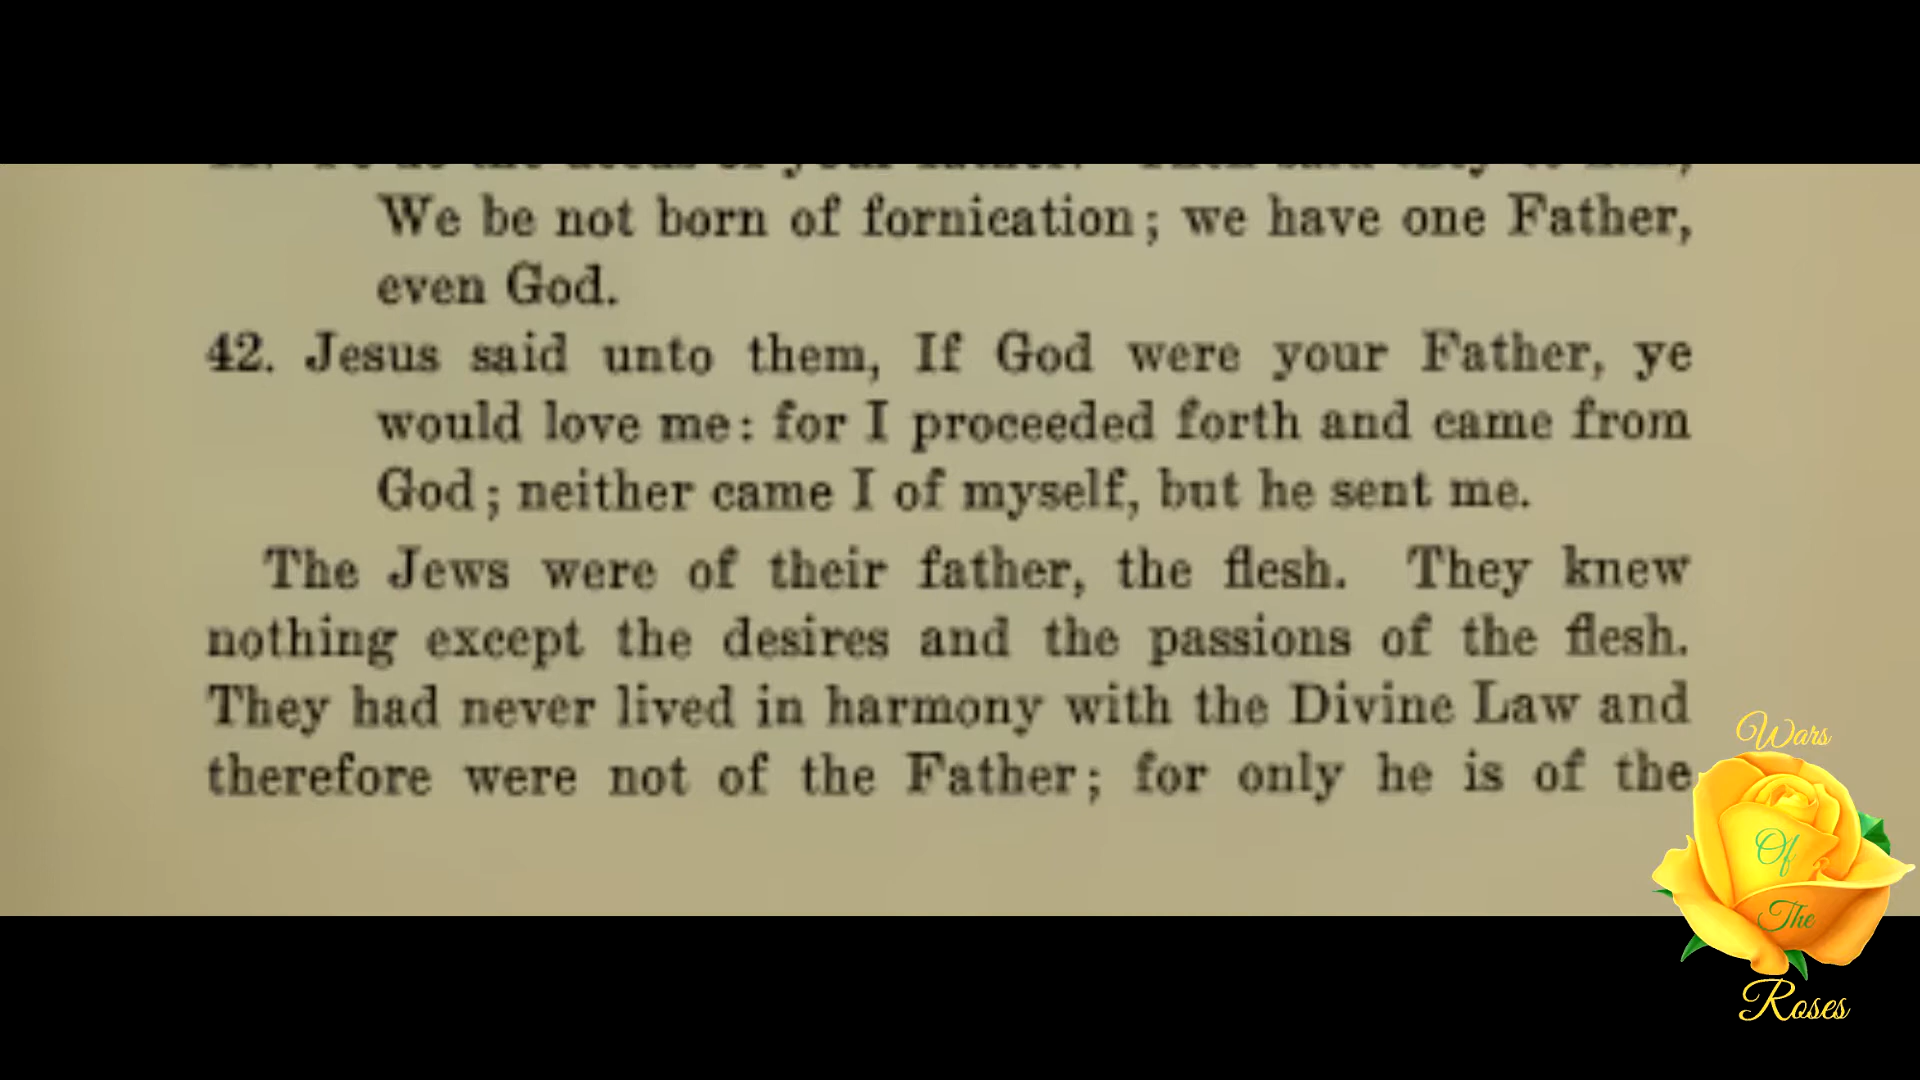 We be not born of fornication; we have one Father,
even God.
42. Jesus said unto them, If God were your Father, ye
would love me: for I proceeded forth and came from
God; neither came I of myself, but he sent me.
The Jews were of their father, the flesh. They knew
nothing except the desires and the passions of the flesh.
They had never lived in harmony with the Divine Law and
therefore were not of the Father; for only he is of the
Wars
Of
The
Roses